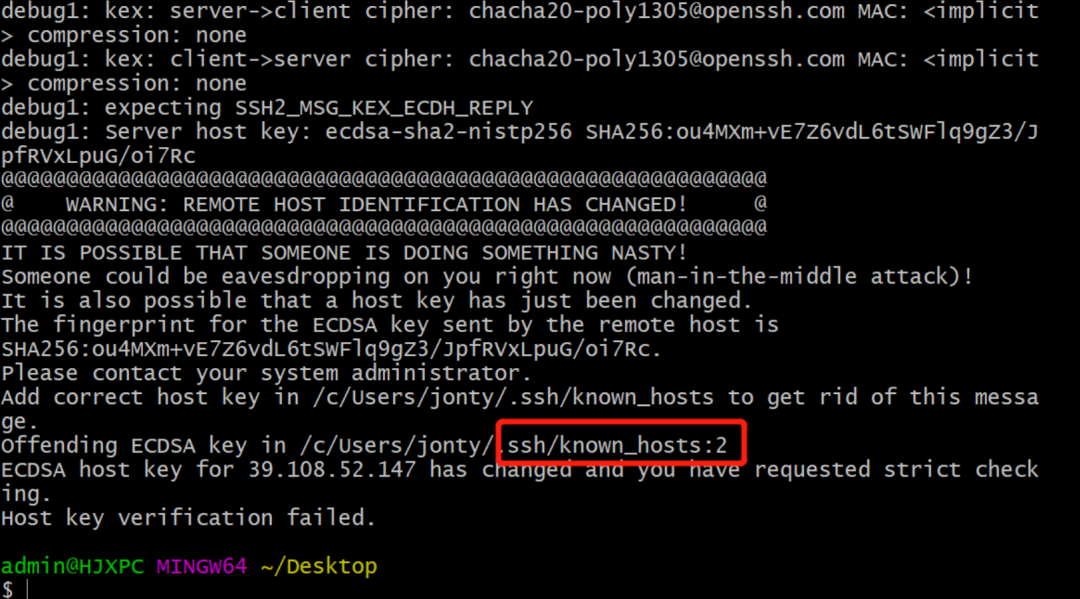 debug1: kex: server->client cipher: chacha20-poly1305@openssh.com MAC: <implicit
> compression: none
debug1: kex: client->server cipher: chacha20-poly1305@openssh.com MAC: <implicit
> compression: none
debug1: expecting SSH2_MSG_KEX_ECDH_REPLY
debug1: Server host key: ecdsa-sha2-nistp256 SHA256:ou4MXm+vE7Z6vdL6tSWFlq9gZ3/J
pfRVxLpuG/oi7Rc
@@@@@@@@@@@@@@@@@@@@@@@@@@@@@@@@@@@@@@@@@@@@@@@@@@@@@@@@@@@
@    WARNING: REMOTE HOST IDENTIFICATION HAS CHANGED!     @
@@@@@@@@@@@@@@@@@@@@@@@@@@@@@@@@@@@@@@@@@@@@@@@@@@@@@@@@@@@
IT IS POSSIBLE THAT SOMEONE IS DOING SOMETHING NASTY!
Someone could be eavesdropping on you right now (man-in-the-middle attack)!
It is also possible that a host key has just been changed.
The fingerprint for the ECDSA key sent by the remote host is
SHA256:ou4MXm+vE7Z6vdL6tSWFlq9gZ3/JpfRVxLpuG/oi7Rc.
Please contact your system administrator.
Add correct host key in /c/Users/jonty/.ssh/known_hosts to get rid of this messa
ge.
Offending ECDSA key in /c/Users/jonty/.ssh/known_hosts:2
ECDSA host key for 39.108.52.147 has changed and you have requested strict check
ing.
Host key verification failed.
admin@HJXPC MINGW64 ~/Desktop
$